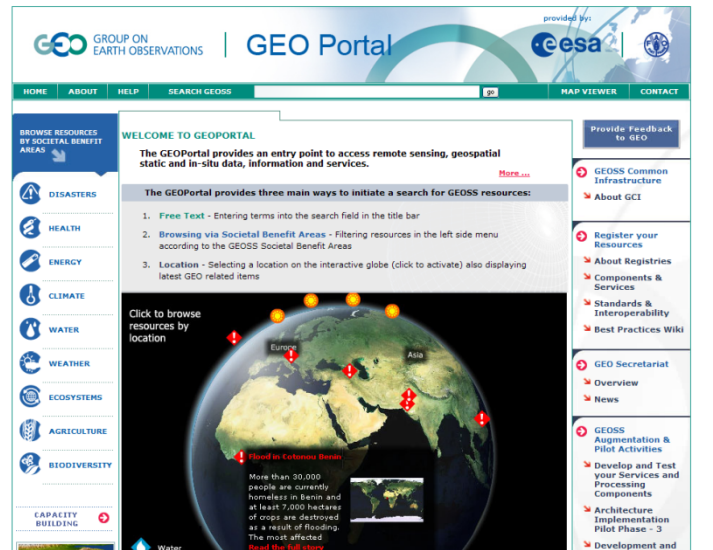 provided by:
GEO GROUP ON
EARTH OBSERVATIONS
GEO Portal
esa
HOME ABOUT HELP SEARCH GEOSS go MAP VIEWER CONTACT
BROWSE RESOURCES
BY SOCIETAL BENEFIT
AREAS
DISASTERS
HEALTH
ENERGY
CLIMATE
WATER
WEATHER
ECOSYSTEMS
AGRICULTURE
BIODIVERSITY
CAPACITY
BUILDING
WELCOME TO GEOPORTAL
The GEOPortal provides an entry point to access remote sensing, geospatial
static and in-situ data, information and services.
More ...
The GEOPortal provides three main ways to initiate a search for GEOSS resources:
1. Free Text - Entering terms into the search field in the title bar
2. Browsing via Societal Benefit Areas - Filtering resources in the left side menu
according to the GEOSS Societal Benefit Areas
3. Location - Selecting a location on the interactive globe (click to activate) also displaying
latest GEO related items
Click to browse
resources by
location
Europe
Asia
Flood in Cotonou Benin
More than 30,000
people are currently
homeless in Benin and
at least 7,000 hectares
of crops are destroyed
as a result of flooding.
The most affected
Read the full story
Water
Provide Feedback
to GEO
GEOSS Common
Infrastructure
About GCI
Register your
Resources
About Registries
Components &
Services
Standards &
Interoperability
Best Practices Wiki
GEO Secretariat
Overview
News
GEOSS
Augmentation &
Pilot Activities
Develop and Test
your Services and
Processing
Components
Architecture
Implementation
Pilot Phase - 3
Development and